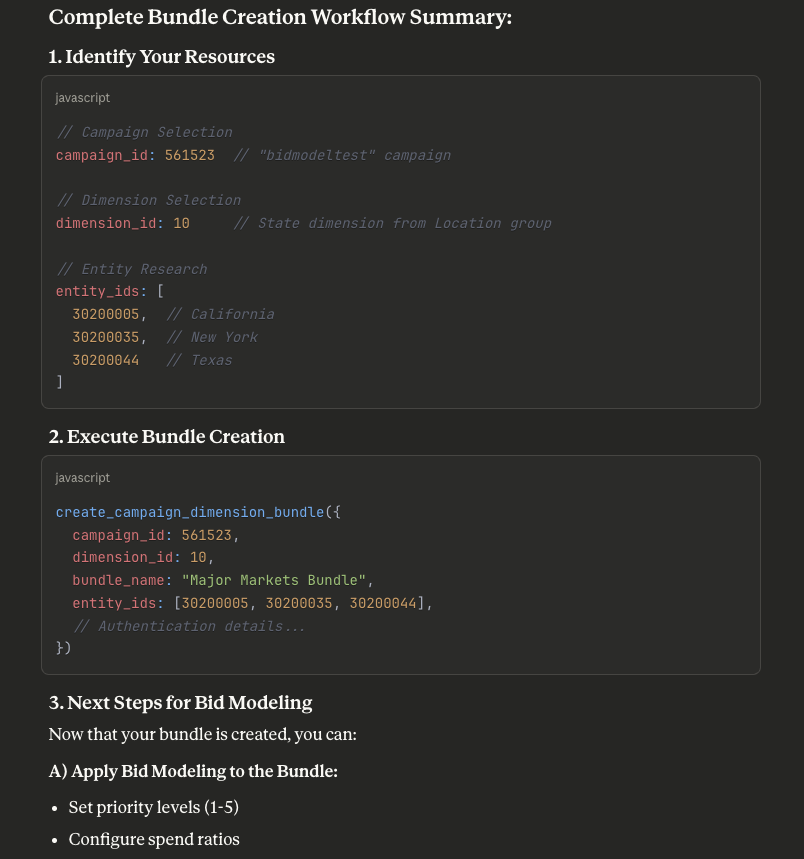 Complete Bundle Creation Workflow Summary:
1. Identify Your Resources
javascript
// Campaign Selection
campaign_id: 561523  // "bidmodeltest" campaign
// Dimension Selection
dimension_id: 10     // State dimension from Location group
// Entity Research
entity_ids: [
  30200005,  // California
  30200035,  // New York
  30200044   // Texas
]
2. Execute Bundle Creation
javascript
create_campaign_dimension_bundle({
  campaign_id: 561523,
  dimension_id: 10,
  bundle_name: "Major Markets Bundle",
  entity_ids: [30200005, 30200035, 30200044],
  // Authentication details...
})
3. Next Steps for Bid Modeling
Now that your bundle is created, you can:
A) Apply Bid Modeling to the Bundle:
• Set priority levels (1-5)
• Configure spend ratios